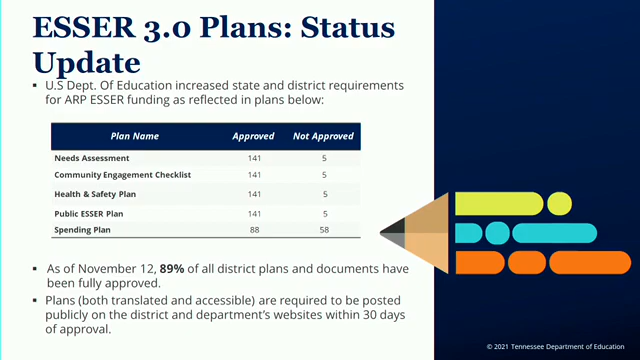 ESSER 3.0 Plans: Status
Update
▪ U.S Dept. Of Education increased state and district requirements
for ARP ESSER funding as reflected in plans below:
Plan Name Approved Not Approved
Needs Assessment 141 5
Community Engagement Checklist 141 5
Health & Safety Plan 141 5
Public ESSER Plan 141 5
Spending Plan 88 58
▪ As of November 12, 89% of all district plans and documents have
been fully approved.
▪ Plans (both translated and accessible) are required to be posted
publicly on the district and department's websites within 30 days
of approval.
© 2021 Tennessee Department of Education